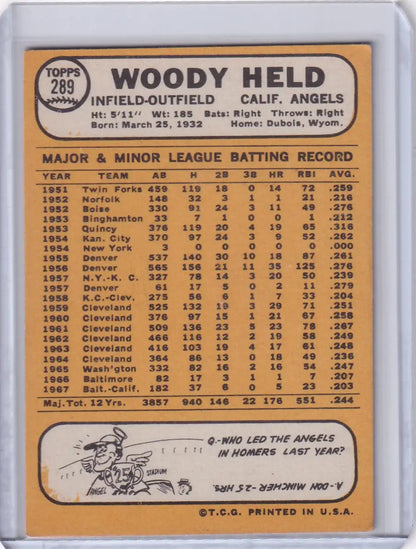 TOPPS
289
WOODY HELD
INFIELD-OUTFIELD CALIF. ANGELS
Ht: 5'11" Wt: 185 Bats: Right Throws: Right
Born: March 25, 1932 Home: Dubois, Wyom.
MAJOR & MINOR LEAGUE BATTING RECORD
YEAR TEAM AB H 2B 3B HR RBI AVG.
1951 Twin Forks 459 119 18 0 14 72 .259
1952 Norfolk 148 32 3 1 1 21 .216
1952 Boise 330 91 24 3 11 49 .276
1953 Binghamton 33 7 1 0 0 1 .212
1953 Quincy 376 119 20 4 19 65 .316
1954 Kan. City 370 97 24 3 9 52 .262
1954 New York 3 0 0 0 0 0 .000
1955 Denver 537 140 30 10 18 87 .261
1956 Denver 565 156 21 11 35 125 .276
1957 N.Y.-K. C. 327 78 14 3 20 50 .239
1957 Denver 61 17 5 0 2 11 .279
1958 K.C.-Clev. 275 56 6 1 7 33 .204
1959 Cleveland 525 132 19 3 29 71 .251
1960 Cleveland 376 97 15 1 21 67 .258
1961 Cleveland 509 136 23 5 23 78 .267
1962 Cleveland 466 116 12 2 19 58 .249
1963 Cleveland 416 103 19 4 17 61 .248
1964 Cleveland 364 86 13 0 18 49 .236
1965 Wash'gton 332 82 16 2 16 54 .247
1966 Baltimore 82 17 3 1 1 7 .207
1967 Balt.-Calif. 182 37 6 0 5 23 .203
Maj. Tot. 12 Yrs. 3857 940 146 22 176 551 .244
Q-WHO LED THE ANGELS
IN HOMERS LAST YEAR?
25
ANGEL STADIUM
A-DON MINCHER-25 HRS.
©T.C.G. PRINTED IN U.S.A.